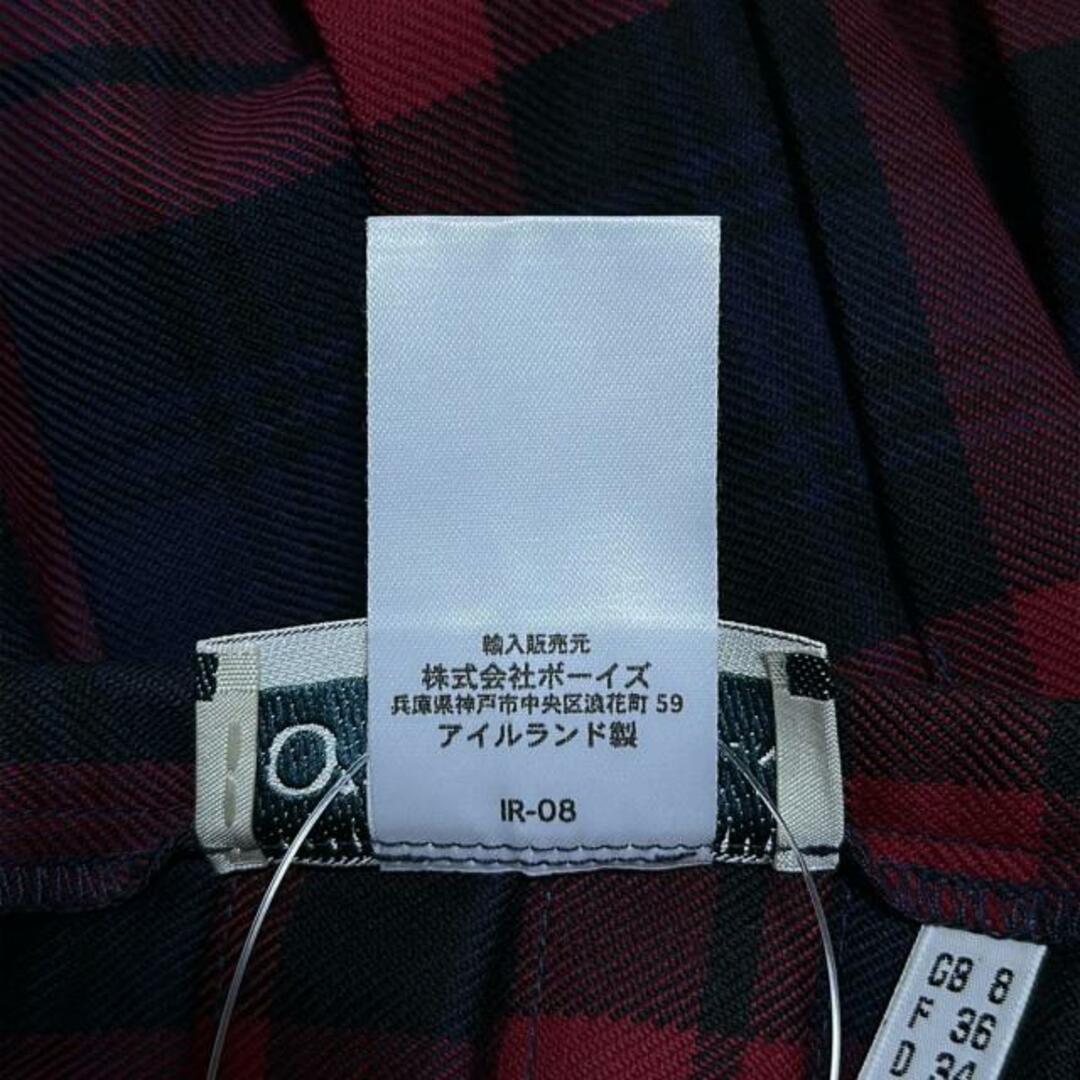 輸入販売元
株式会社ボーイズ
兵庫県神戸市中央区浪花町 59
アイルランド製
IR-08
O
GB 8
F 36
D 34